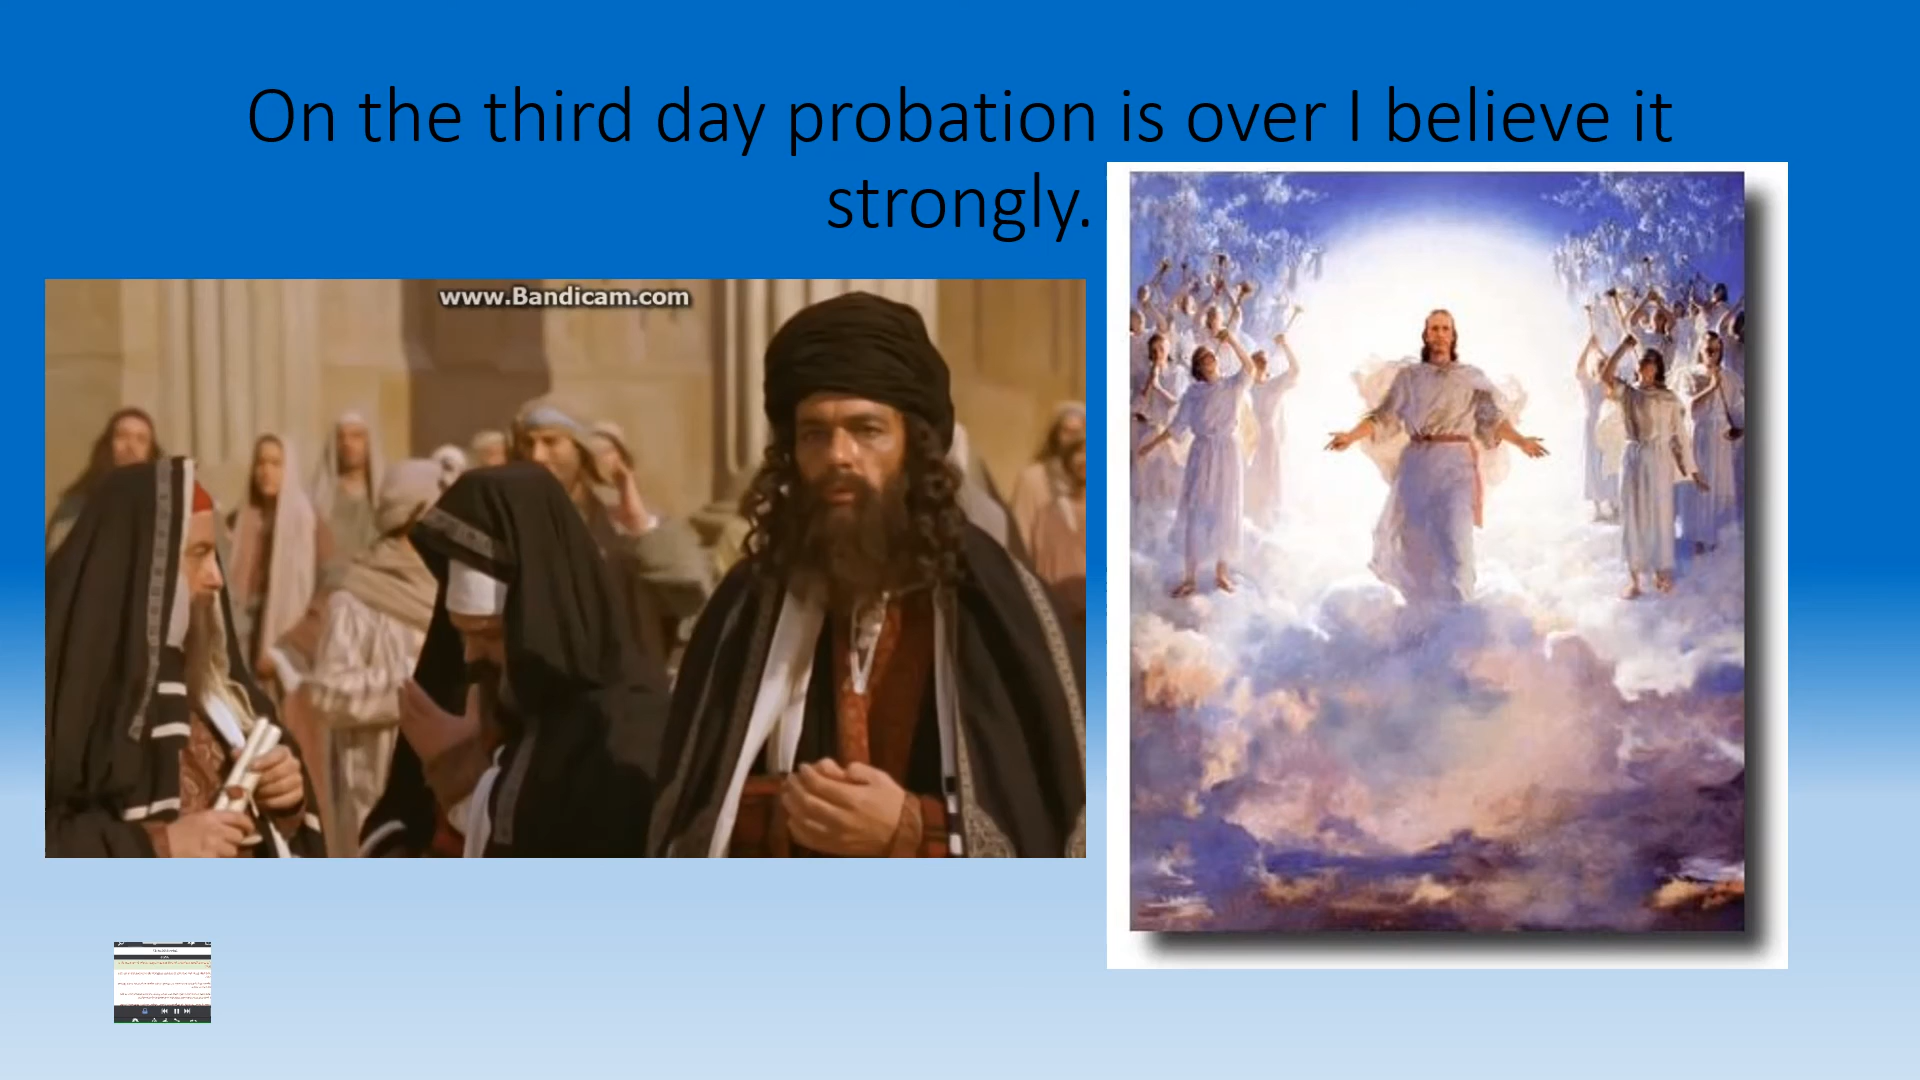 On the third day probation is over I believe it
strongly.
www.Bandicam.com